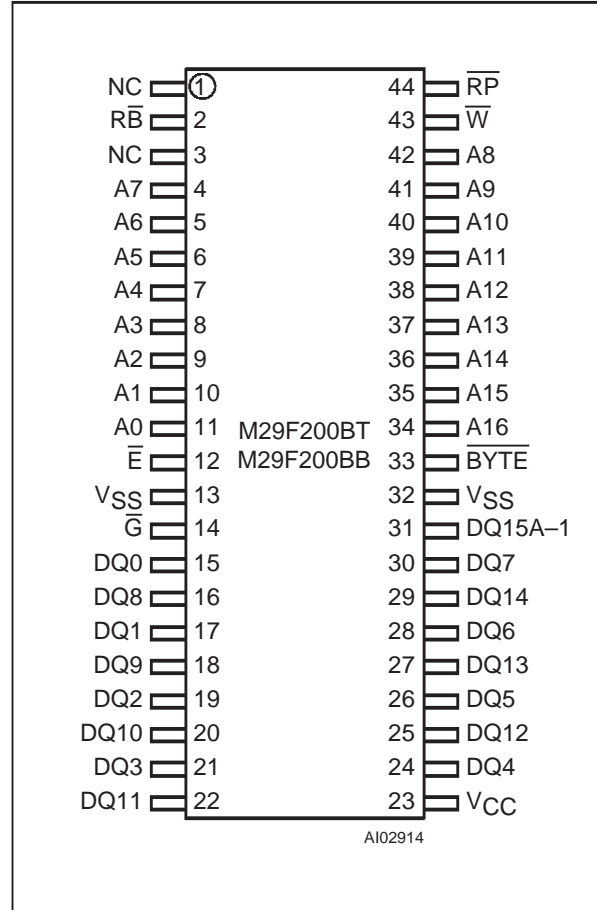 NC 1 44 R̅P̅
RB̅ 2 43 W̅
NC 3 42 A8
A7 4 41 A9
A6 5 40 A10
A5 6 39 A11
A4 7 38 A12
A3 8 37 A13
A2 9 36 A14
A1 10 35 A15
A0 11 M29F200BT 34 A16
E̅ 12 M29F200BB 33 B̅Y̅T̅E̅
VSS 13 32 VSS
G̅ 14 31 DQ15A–1
DQ0 15 30 DQ7
DQ8 16 29 DQ14
DQ1 17 28 DQ6
DQ9 18 27 DQ13
DQ2 19 26 DQ5
DQ10 20 25 DQ12
DQ3 21 24 DQ4
DQ11 22 23 VCC
AI02914